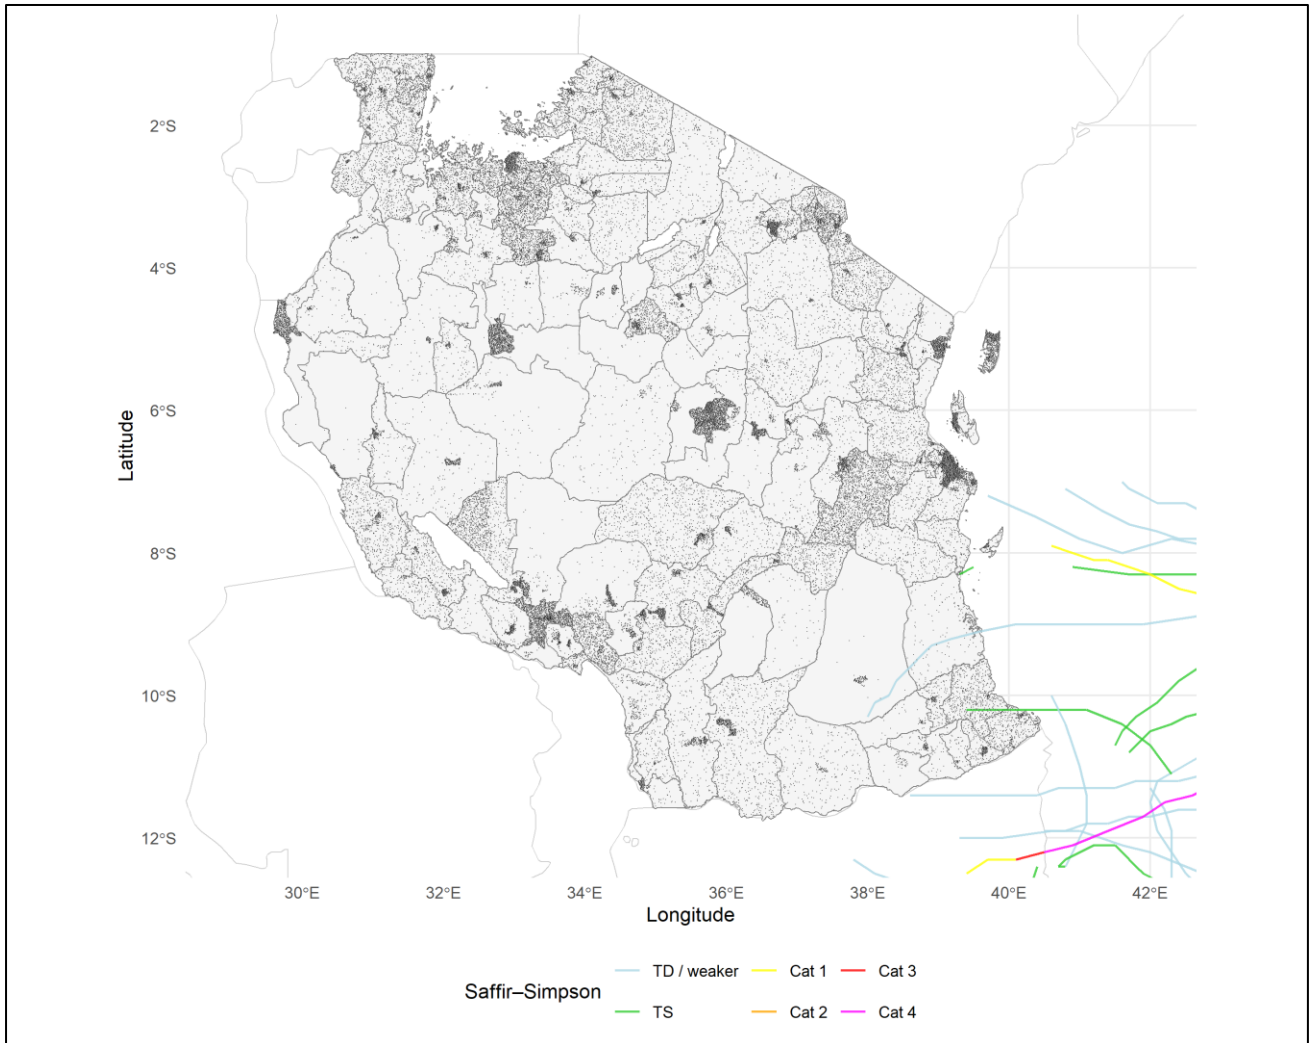 2°S
4°S
6°S
8°S
10°S
12°S
Latitude
30°E 32°E 34°E 36°E 38°E 40°E 42°E
Longitude
Saffir–Simpson
TD / weaker Cat 1 Cat 3
TS Cat 2 Cat 4